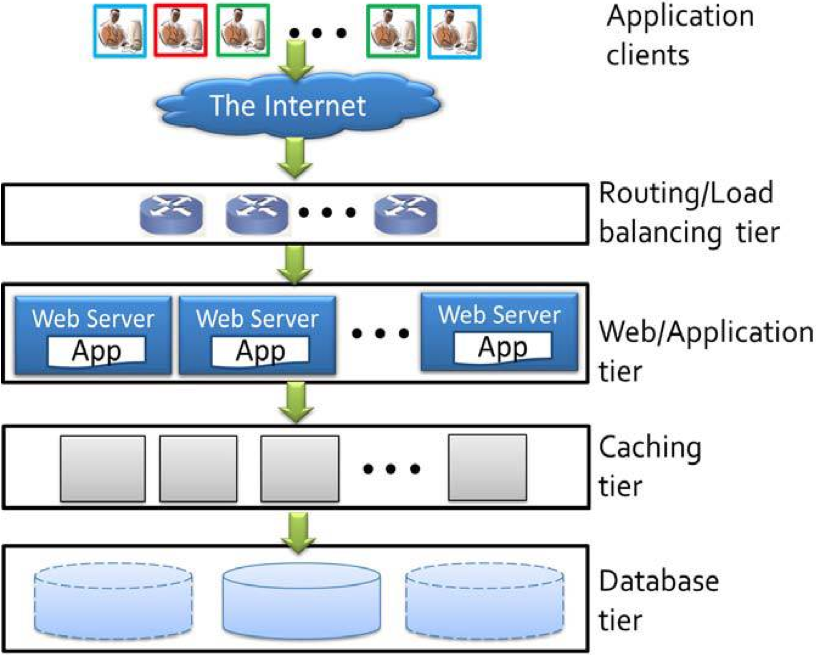 Application
clients
The Internet
Routing/Load
balancing tier
Web Server
App
Web Server
App
Web Server
App
Web/Application
tier
Caching
tier
Database
tier